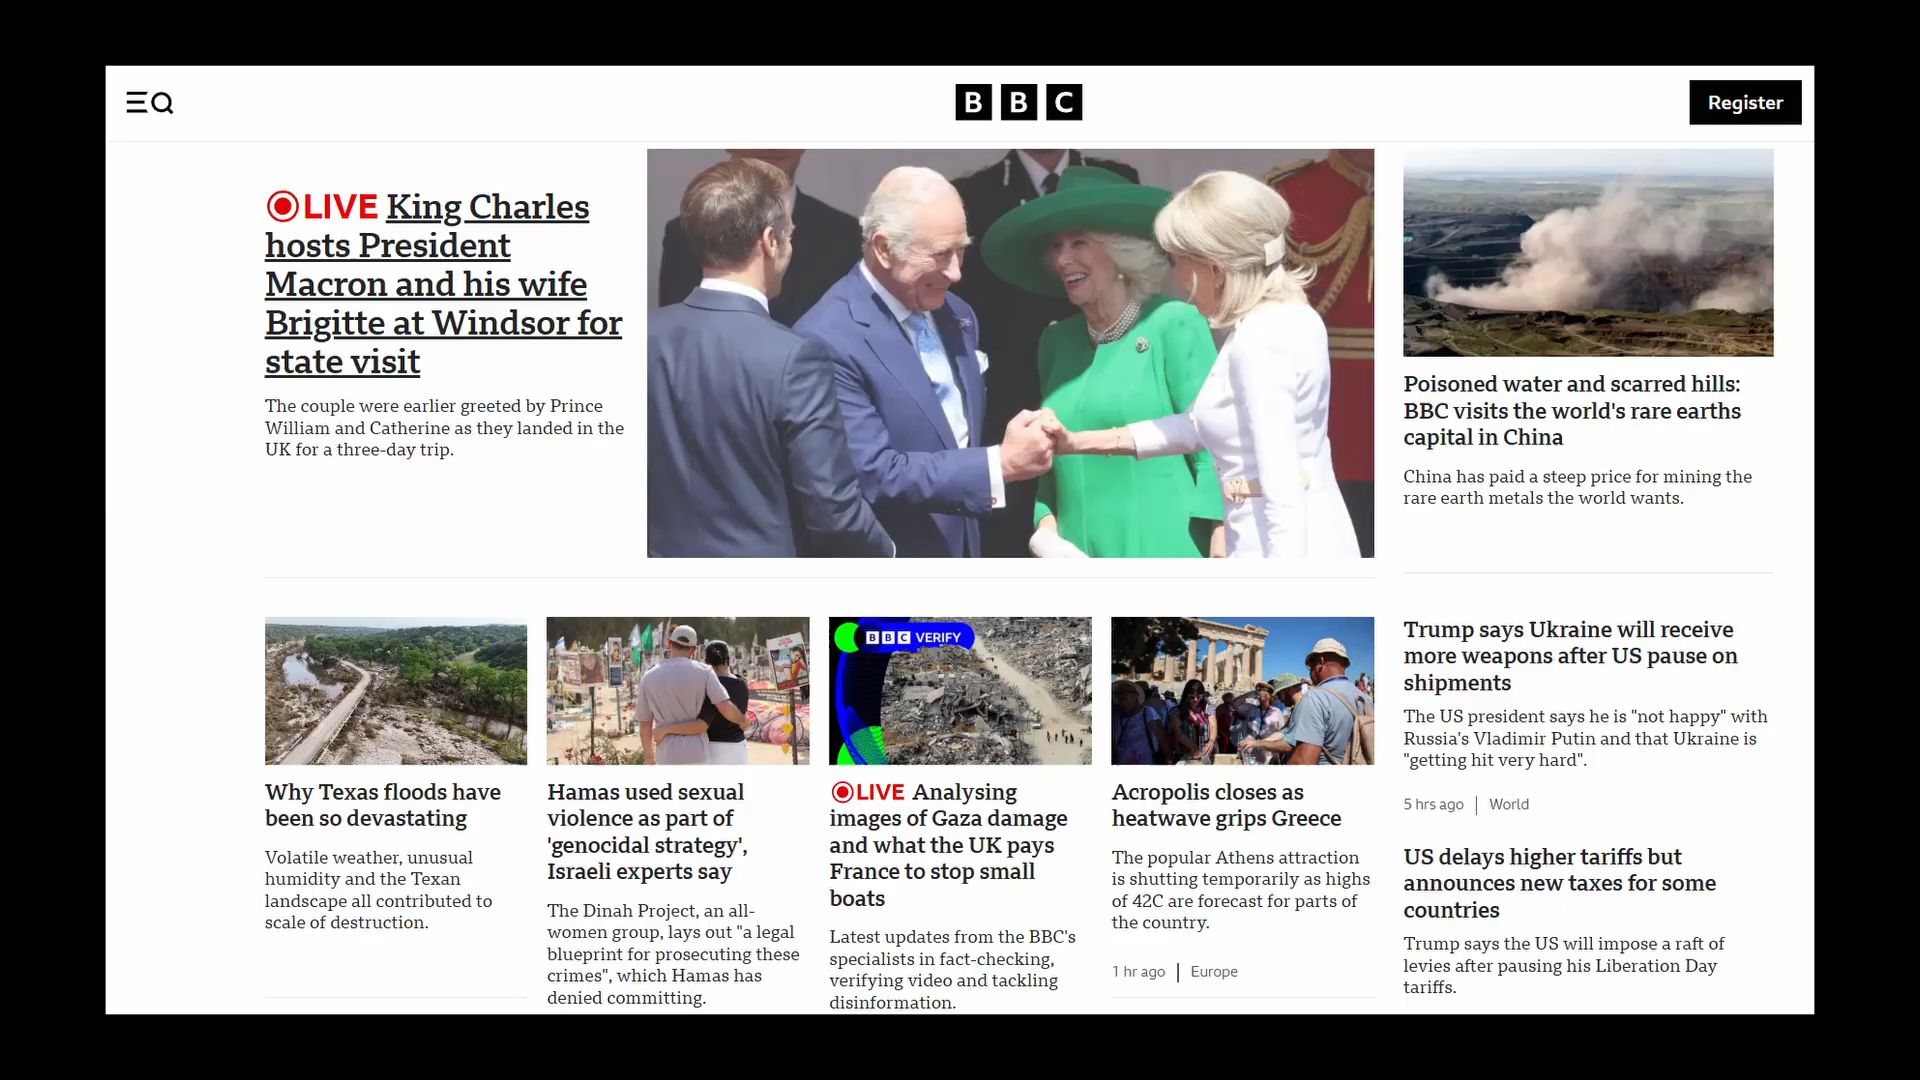 BBC
Register
LIVE King Charles
hosts President
Macron and his wife
Brigitte at Windsor for
state visit
The couple were earlier greeted by Prince
William and Catherine as they landed in the
UK for a three-day trip.
Poisoned water and scarred hills:
BBC visits the world's rare earths
capital in China
China has paid a steep price for mining the
rare earth metals the world wants.
Why Texas floods have
been so devastating
Volatile weather, unusual
humidity and the Texan
landscape all contributed to
scale of destruction.
Hamas used sexual
violence as part of
'genocidal strategy',
Israeli experts say
The Dinah Project, an all-
women group, lays out "a legal
blueprint for prosecuting these
crimes", which Hamas has
denied committing.
BBC VERIFY
LIVE Analysing
images of Gaza damage
and what the UK pays
France to stop small
boats
Latest updates from the BBC's
specialists in fact-checking,
verifying video and tackling
disinformation.
Acropolis closes as
heatwave grips Greece
The popular Athens attraction
is shutting temporarily as highs
of 42C are forecast for parts of
the country.
1 hr ago | Europe
Trump says Ukraine will receive
more weapons after US pause on
shipments
The US president says he is "not happy" with
Russia's Vladimir Putin and that Ukraine is
"getting hit very hard".
5 hrs ago | World
US delays higher tariffs but
announces new taxes for some
countries
Trump says the US will impose a raft of
levies after pausing his Liberation Day
tariffs.